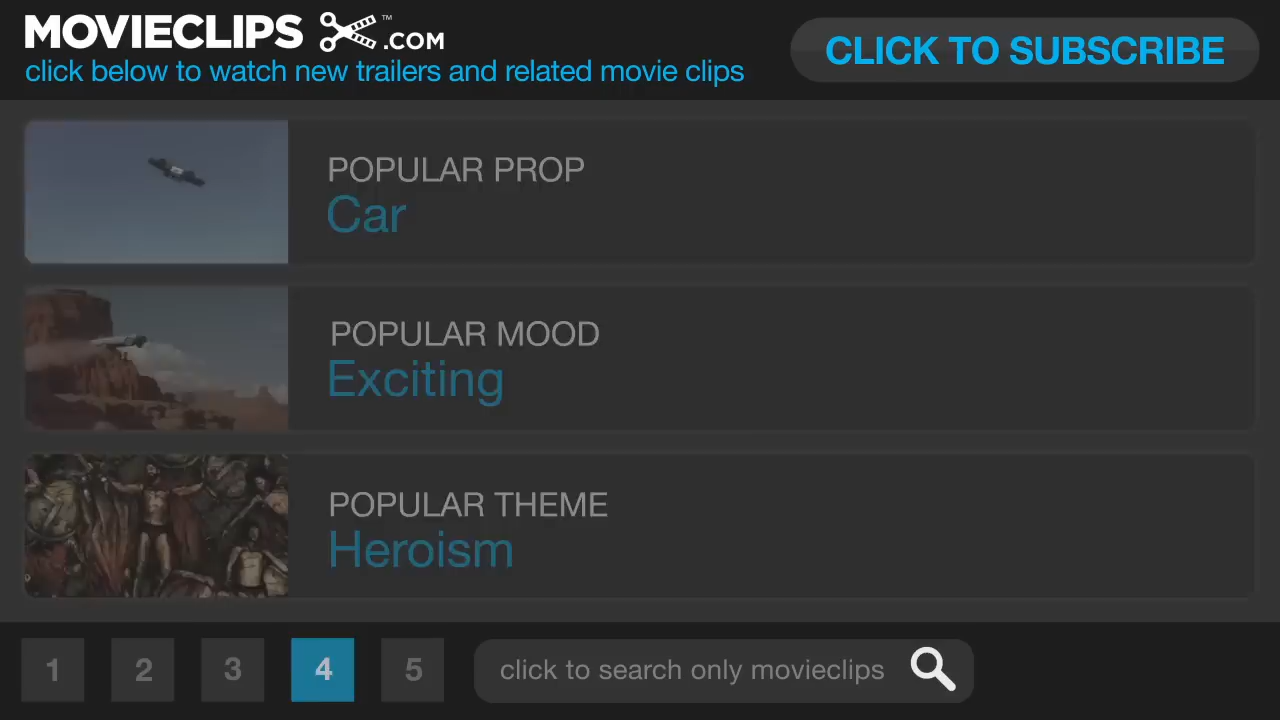 MOVIECLIPS ™ .COM
click below to watch new trailers and related movie clips
CLICK TO SUBSCRIBE
POPULAR PROP
Car
POPULAR MOOD
Exciting
POPULAR THEME
Heroism
1 2 3 4 5
click to search only movieclips